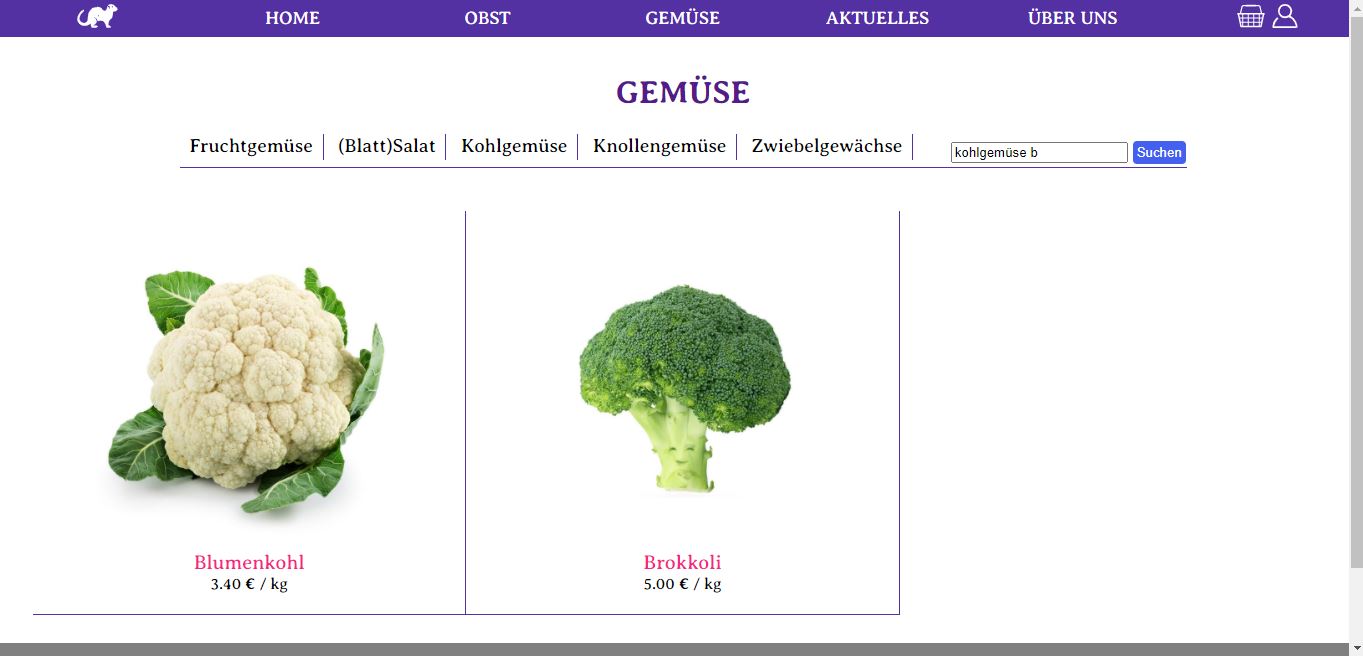 HOME OBST GEMÜSE AKTUELLES ÜBER UNS
GEMÜSE
Fruchtgemüse (Blatt)Salat Kohlgemüse Knollengemüse Zwiebelgewächse kohlgemüse b Suchen
Blumenkohl Brokkoli
3.40 € / kg 5.00 € / kg